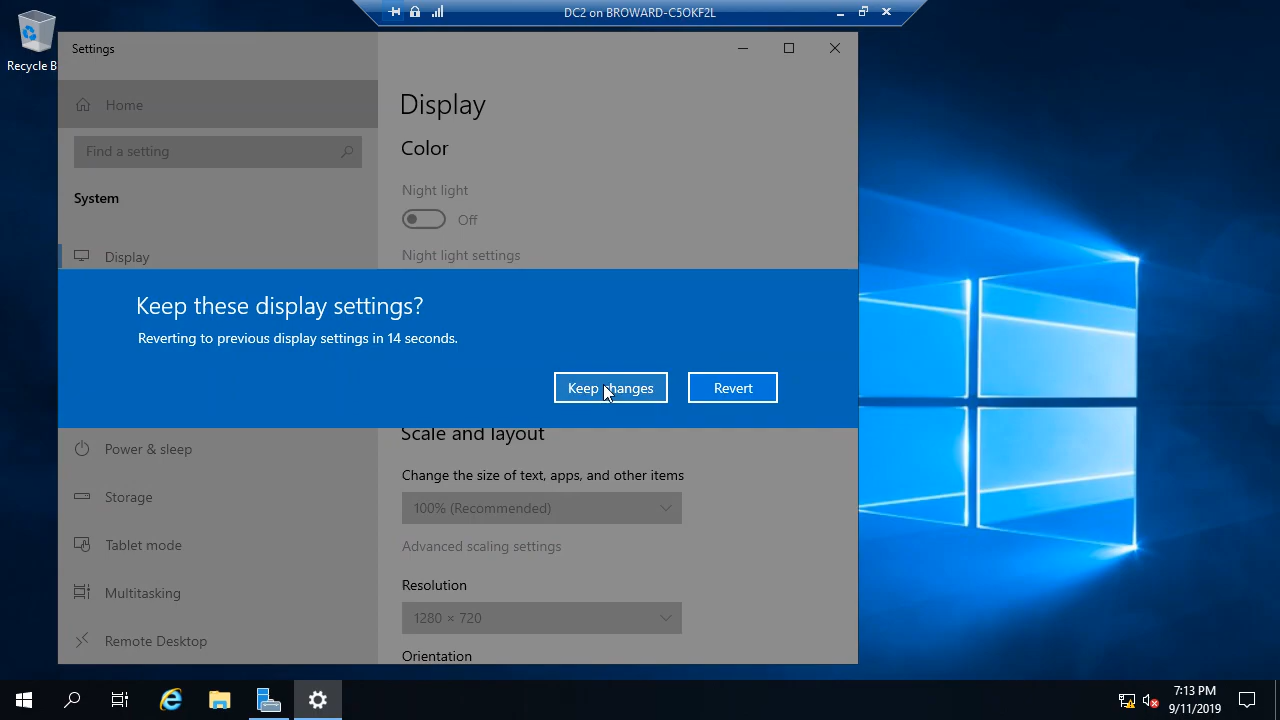 DC2 on BROWARD-C5OKF2L
Recycle B
Settings
Home
Find a setting
System
Display
Display
Color
Night light
Off
Night light settings
Keep these display settings?
Reverting to previous display settings in 14 seconds.
Keep changes
Revert
Power & sleep
Storage
Tablet mode
Multitasking
Remote Desktop
Scale and layout
Change the size of text, apps, and other items
100% (Recommended)
Advanced scaling settings
Resolution
1280 × 720
Orientation
7:13 PM
9/11/2019